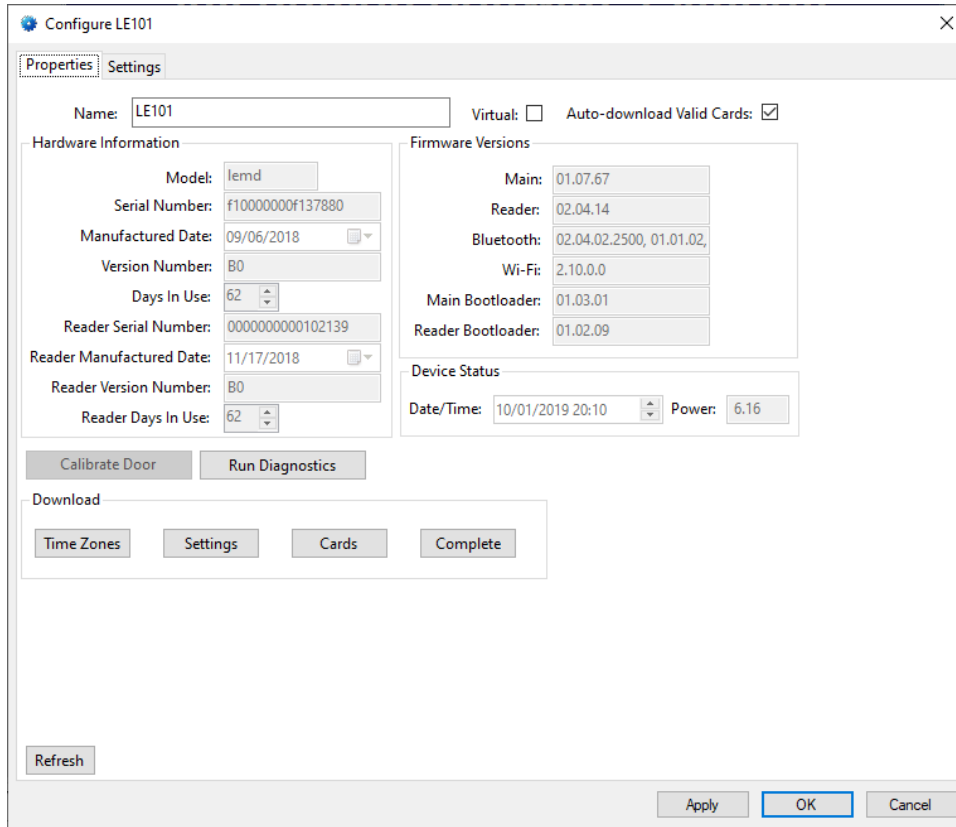 Configure LE101
Properties Settings
Name: LE101 Virtual: Auto-download Valid Cards:
Hardware Information
Model: lemd
Serial Number: f10000000f137880
Manufactured Date: 09/06/2018
Version Number: B0
Days In Use: 62
Reader Serial Number: 0000000000102139
Reader Manufactured Date: 11/17/2018
Reader Version Number: B0
Reader Days In Use: 62
Firmware Versions
Main: 01.07.67
Reader: 02.04.14
Bluetooth: 02.04.02.2500, 01.01.02,
Wi-Fi: 2.10.0.0
Main Bootloader: 01.03.01
Reader Bootloader: 01.02.09
Device Status
Date/Time: 10/01/2019 20:10 Power: 6.16
Calibrate Door Run Diagnostics
Download
Time Zones Settings Cards Complete
Refresh
Apply OK Cancel